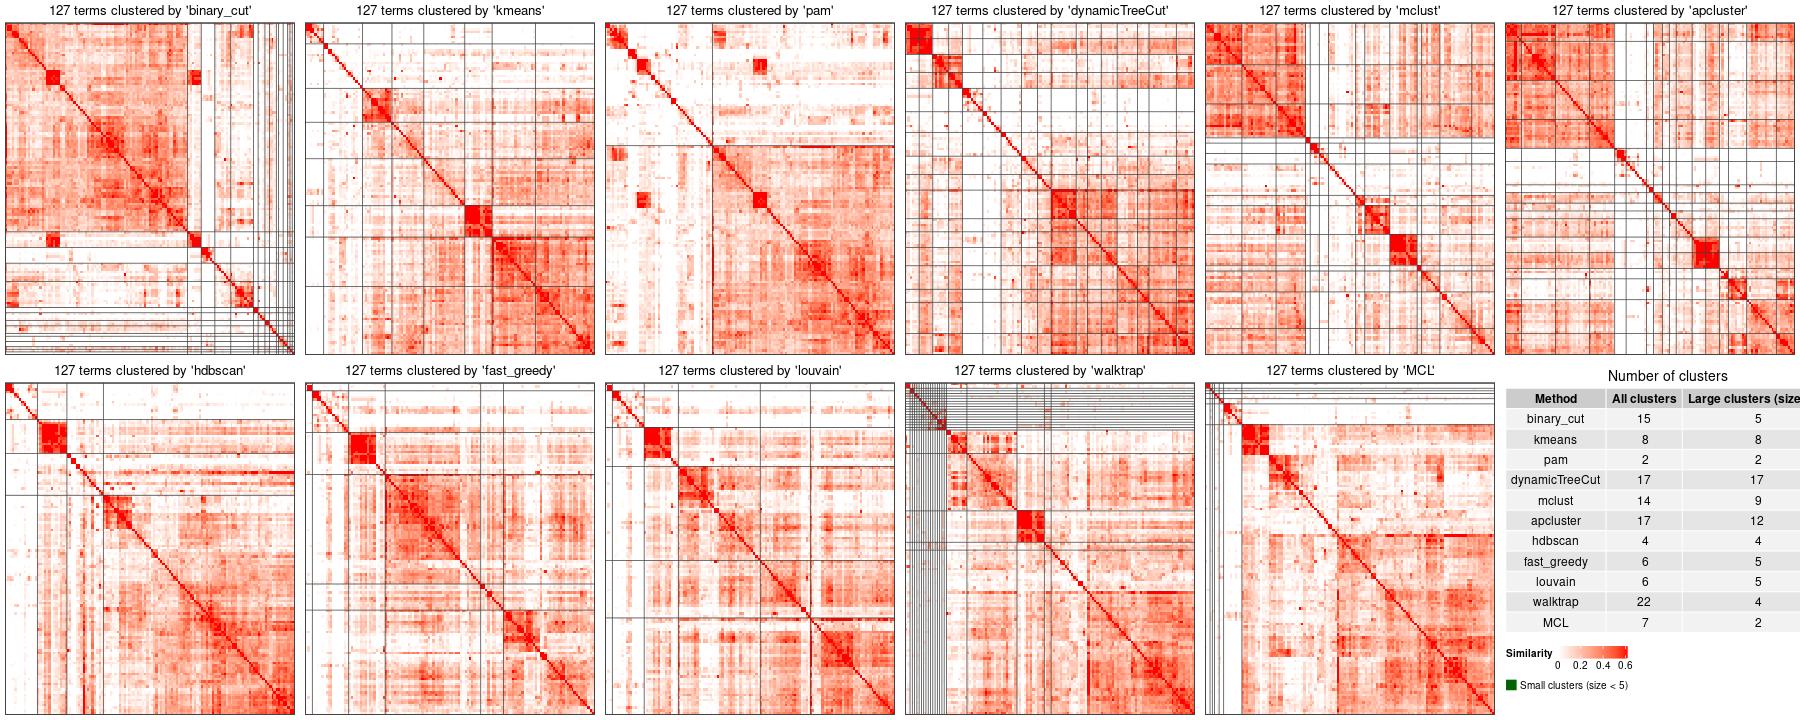 127 terms clustered by 'binary_cut'
127 terms clustered by 'kmeans'
127 terms clustered by 'pam'
127 terms clustered by 'dynamicTreeCut'
127 terms clustered by 'mclust'
127 terms clustered by 'apcluster'
127 terms clustered by 'hdbscan'
127 terms clustered by 'fast_greedy'
127 terms clustered by 'louvain'
127 terms clustered by 'walktrap'
127 terms clustered by 'MCL'
Number of clusters
Method All clusters Large clusters (size
binary_cut 15 5
kmeans 8 8
pam 2 2
dynamicTreeCut 17 17
mclust 14 9
apcluster 17 12
hdbscan 4 4
fast_greedy 6 5
louvain 6 5
walktrap 22 4
MCL 7 2
Similarity
0 0.2 0.4 0.6
Small clusters (size < 5)